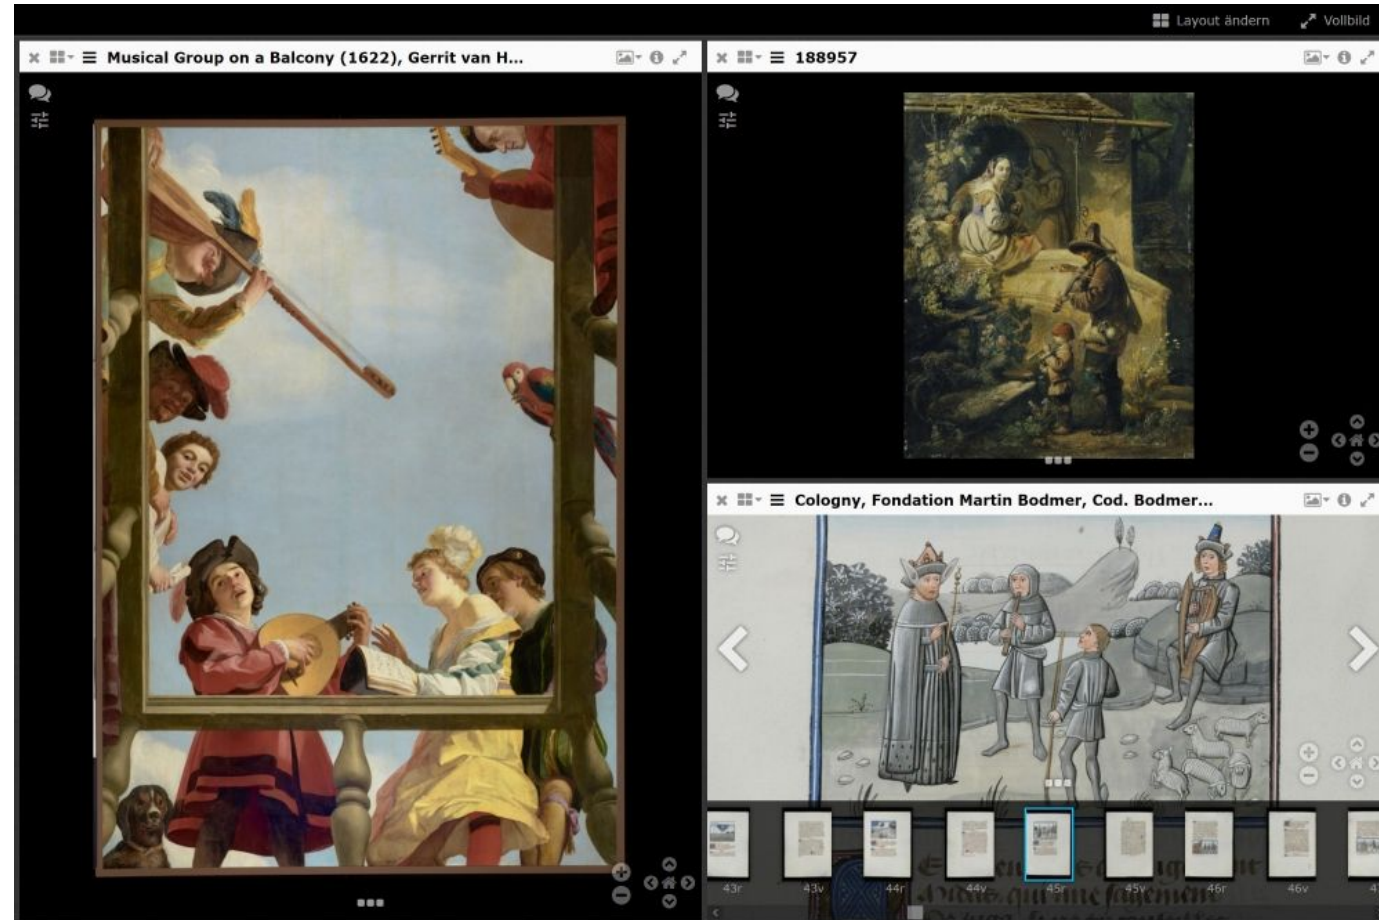 Layout ändern
Vollbild
Musical Group on a Balcony (1622), Gerrit van H...
188957
Cologny, Fondation Martin Bodmer, Cod. Bodmer...
43r
43v
44r
44v
45r
45v
46r
46v